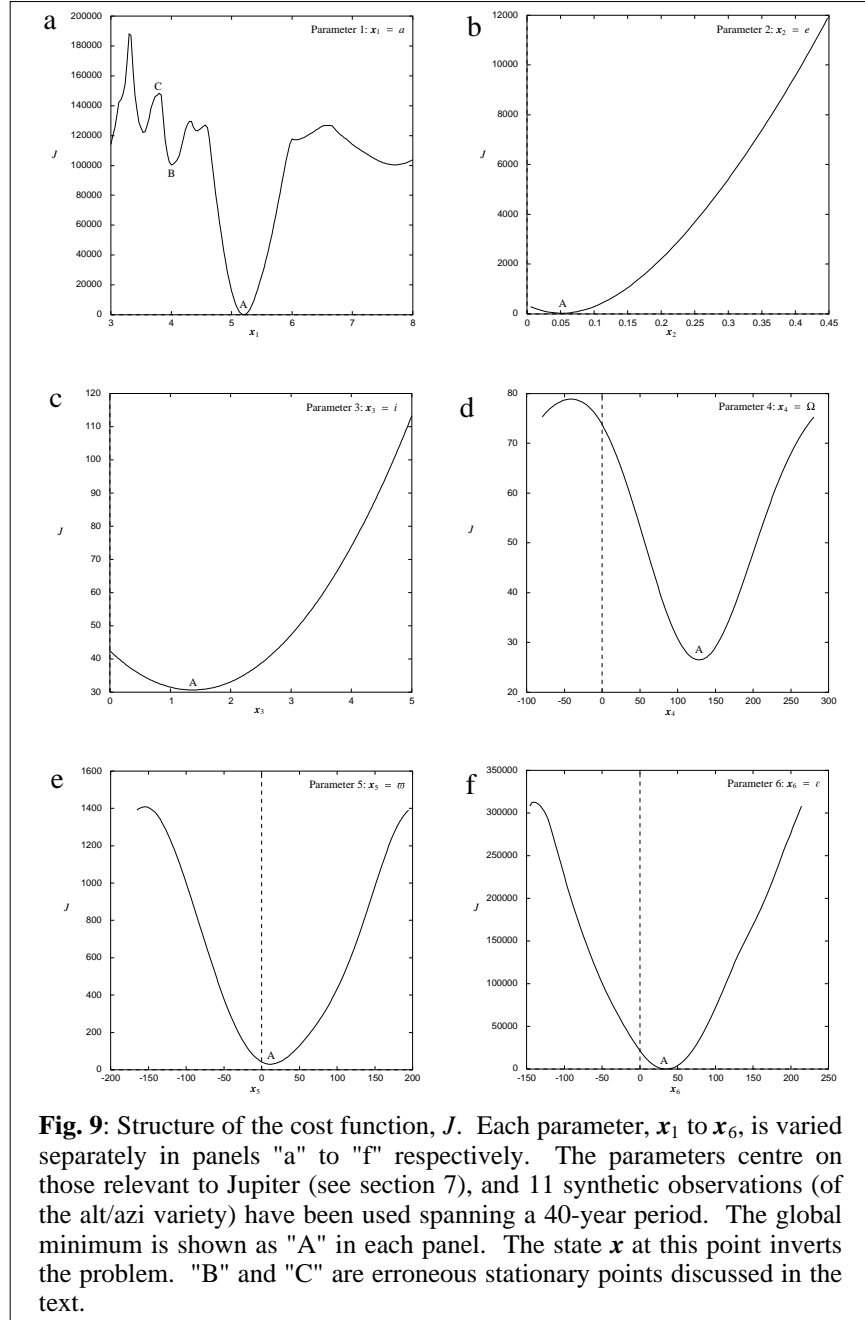 a
Parameter 1: x1 = a
180000
200000
160000
140000
120000
100000
80000
60000
40000
20000
0
J
C
B
A
3 4 5 6 7 8
x1
b
Parameter 2: x2 = e
12000
10000
8000
6000
4000
2000
0
J
A
0 0.05 0.1 0.15 0.2 0.25 0.3 0.35 0.4 0.45
x2
c
Parameter 3: x3 = i
120
110
100
90
80
70
60
50
40
30
J
A
0 1 2 3 4 5
x3
d
Parameter 4: x4 = Ω
80
70
60
50
40
30
20
J
A
-100 -50 0 50 100 150 200 250 300
x4
e
Parameter 5: x5 = ϖ
1600
1400
1200
1000
800
600
400
200
0
J
A
-200 -150 -100 -50 0 50 100 150 200
x5
f
Parameter 6: x6 = ε
350000
300000
250000
200000
150000
100000
50000
0
J
A
-150 -100 -50 0 50 100 150 200 250
x6
Fig. 9: Structure of the cost function, J. Each parameter, x1 to x6, is varied
separately in panels "a" to "f" respectively. The parameters centre on
those relevant to Jupiter (see section 7), and 11 synthetic observations (of
the alt/azi variety) have been used spanning a 40-year period. The global
minimum is shown as "A" in each panel. The state x at this point inverts
the problem. "B" and "C" are erroneous stationary points discussed in the
text.